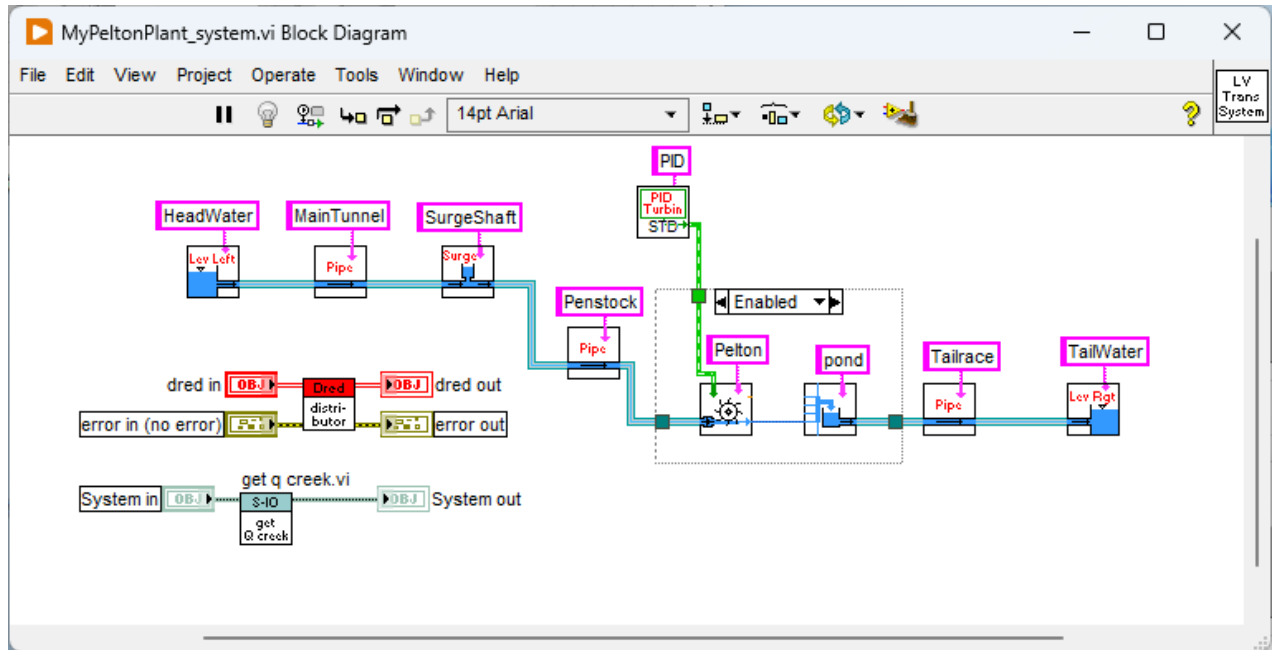 MyPeltonPlant_system.vi Block Diagram
File Edit View Project Operate Tools Window Help
LV
Trans
System
14pt Arial
PID
PID
Turbin
STB
HeadWater
MainTunnel
SurgeShaft
Lev Left
Pipe
Surge
Penstock
Pipe
Enabled
Pelton
pond
Tailrace
TailWater
Pipe
Lev Rgt
dred in
OBJ
Dred
distri-
butor
OBJ
dred out
error in (no error)
error out
get q creek.vi
System in
OBJ
S-IO
get
Q creek
OBJ
System out